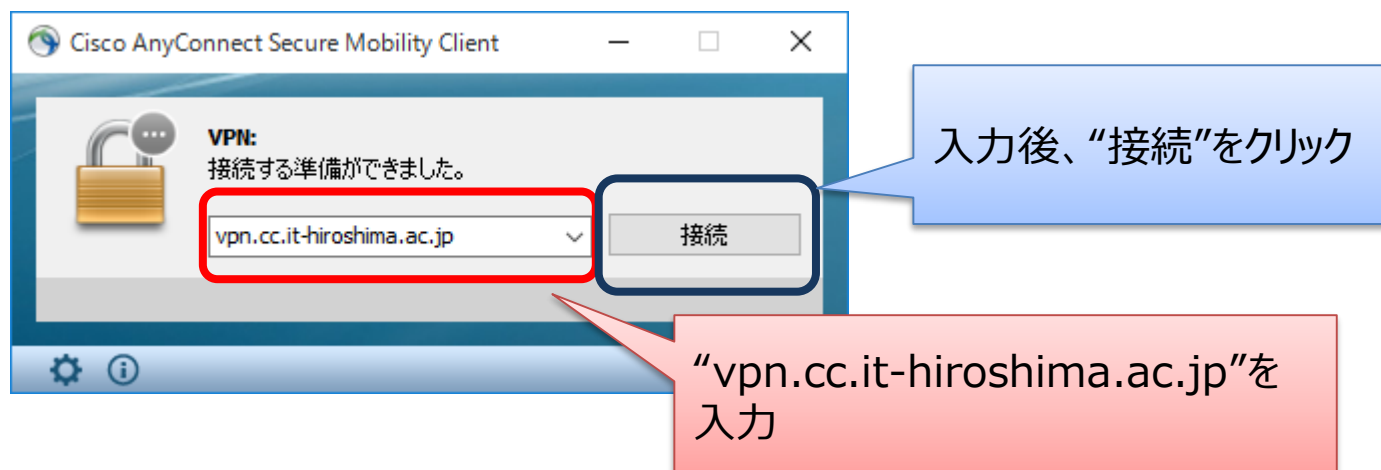 Cisco AnyConnect Secure Mobility Client
VPN:
接続する準備ができました。
vpn.cc.it-hiroshima.ac.jp
接続
入力後、“接続”をクリック
“vpn.cc.it-hiroshima.ac.jp”を
入力